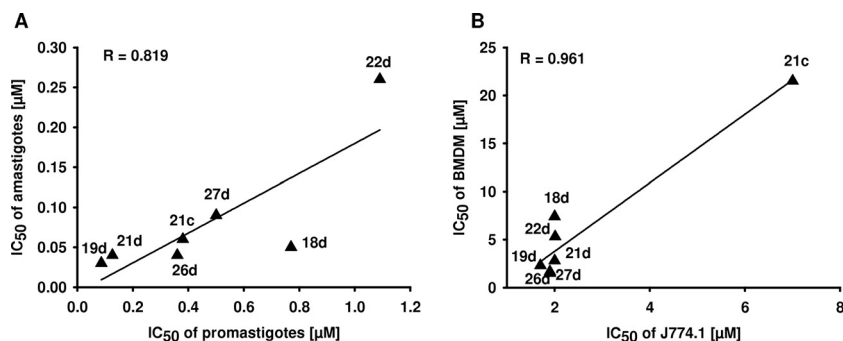 A
R = 0.819
IC50 of amastigotes [µM]
0.30
0.25
0.20
0.15
0.10
0.05
0.00
22d
27d
21c
18d
19d
21d
26d
0.0 0.2 0.4 0.6 0.8 1.0 1.2
IC50 of promastigotes [µM]
B
R = 0.961
IC50 of BMDM [µM]
25
20
15
10
5
0
21c
18d
22d
19d
21d
26d
27d
2 4 6 8
IC50 of J774.1 [µM]